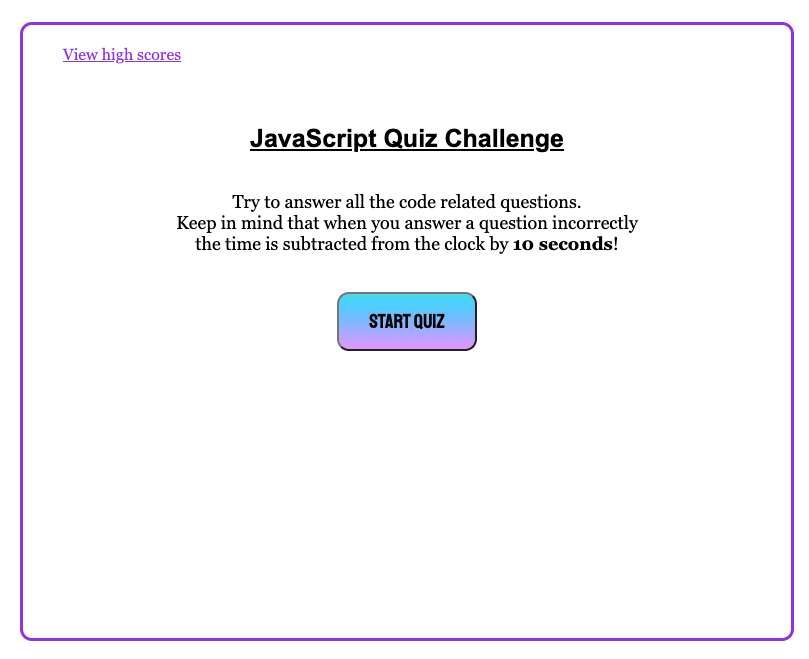 View high scores
JavaScript Quiz Challenge
Try to answer all the code related questions.
Keep in mind that when you answer a question incorrectly
the time is subtracted from the clock by 10 seconds!
START QUIZ